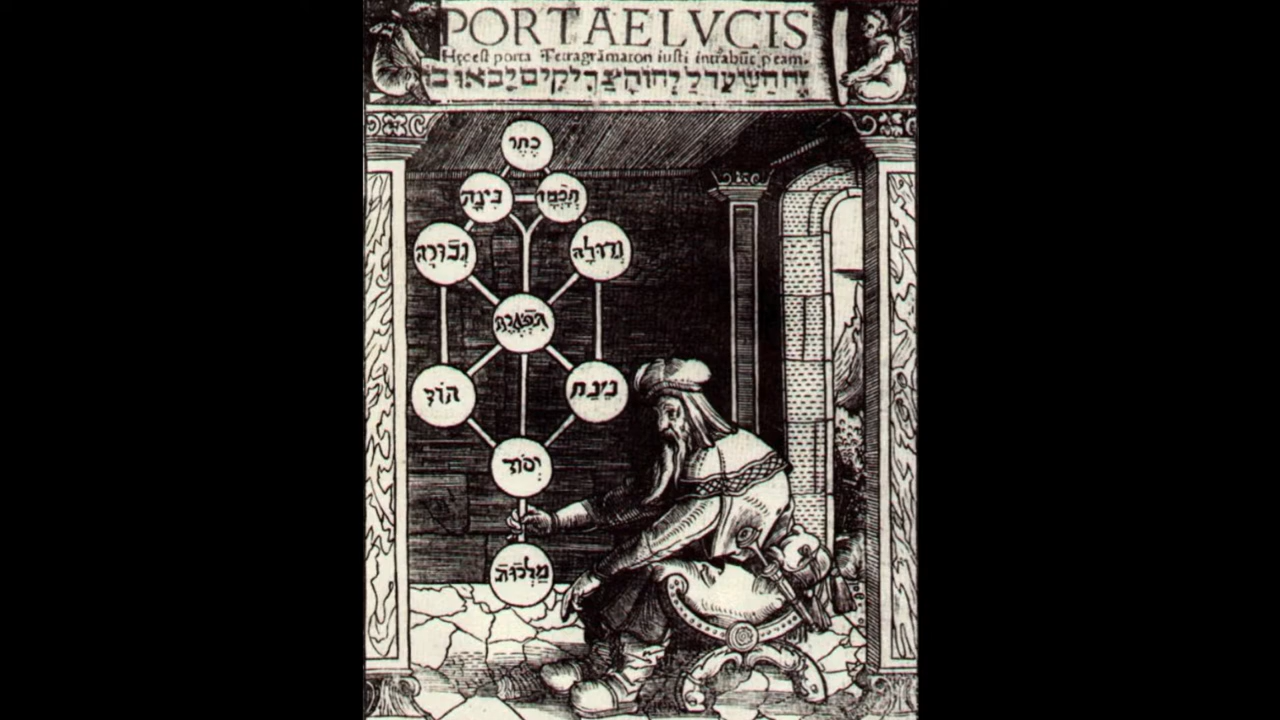 PORTAE LVCIS
Hęc est porta Tetragrāmaton iusti intrabūt p eam.
זה השער ליהוה צדיקים יבאו בו
כתר
בינה
חכמה
גבורה
גדולה
תפארת
הוד
נצח
יסוד
מלכות